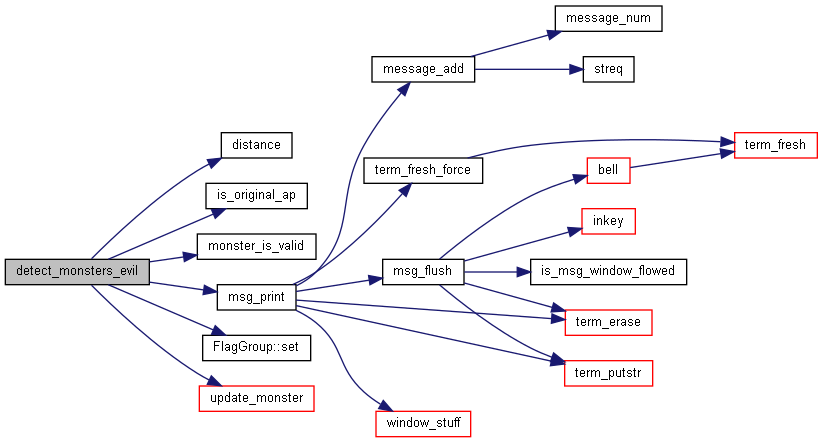 detect_monsters_evil
distance
is_original_ap
monster_is_valid
msg_print
FlagGroup::set
update_monster
message_add
term_fresh_force
msg_flush
window_stuff
message_num
streq
bell
inkey
is_msg_window_flowed
term_erase
term_putstr
term_fresh